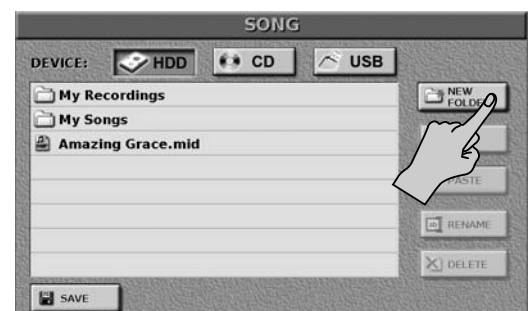 SONG
DEVICE: HDD CD USB
My Recordings
My Songs
Amazing Grace.mid
NEW
PASTE
RENAME
DELETE
SAVE